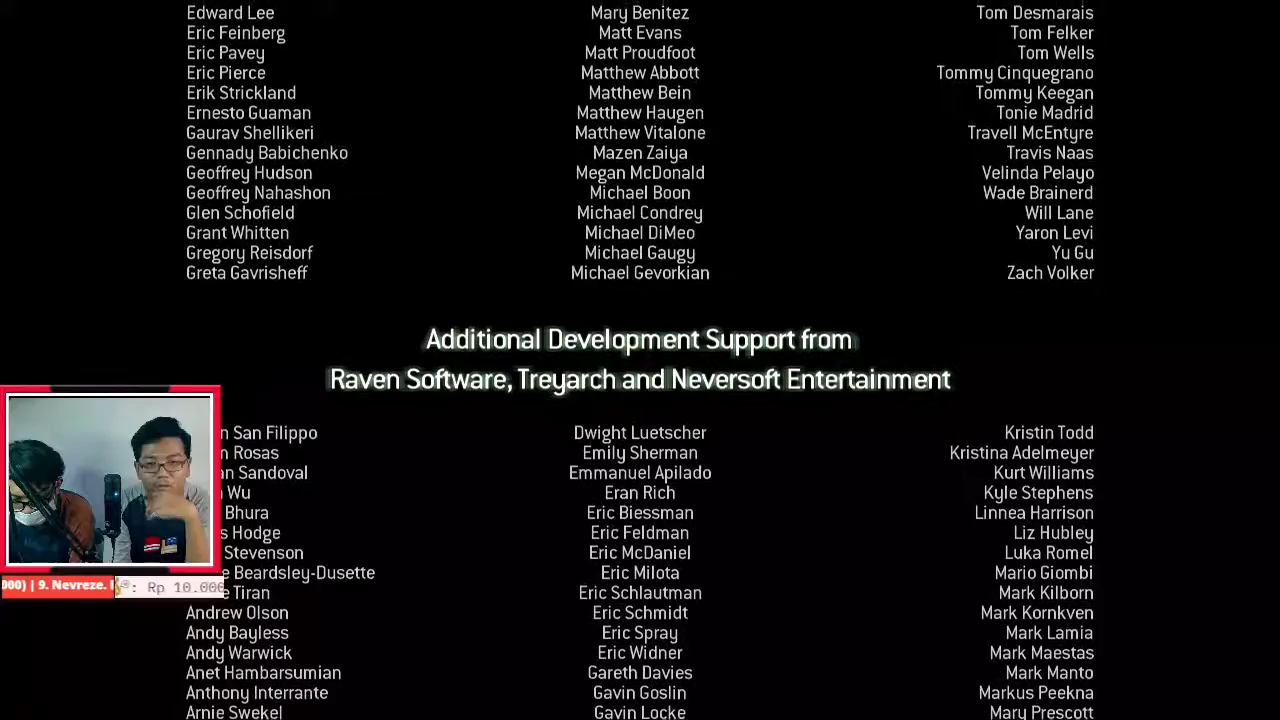 Edward Lee
Eric Feinberg
Eric Pavey
Eric Pierce
Erik Strickland
Ernesto Guaman
Gaurav Shellikeri
Gennady Babichenko
Geoffrey Hudson
Geoffrey Nahashon
Glen Schofield
Grant Whitten
Gregory Reisdorf
Greta Gavrisheff
Mary Benitez
Matt Evans
Matt Proudfoot
Matthew Abbott
Matthew Bein
Matthew Haugen
Matthew Vitalone
Mazen Zaiya
Megan McDonald
Michael Boon
Michael Condrey
Michael DiMeo
Michael Gaugy
Michael Gevorkian
Tom Desmarais
Tom Felker
Tom Wells
Tommy Cinquegrano
Tommy Keegan
Tonie Madrid
Travell McEntyre
Travis Naas
Velinda Pelayo
Wade Brainerd
Will Lane
Yaron Levi
Yu Gu
Zach Volker
Additional Development Support from
Raven Software, Treyarch and Neversoft Entertainment
San Filippo
Rosas
Sandoval
Wu
Bhura
Hodge
Stevenson
Beardsley-Dusette
Tiran
Andrew Olson
Andy Bayless
Andy Warwick
Anet Hambarsumian
Anthony Interrante
Arnie Swekel
Dwight Luetscher
Emily Sherman
Emmanuel Apilado
Eran Rich
Eric Biessman
Eric Feldman
Eric McDaniel
Eric Milota
Eric Schlautman
Eric Schmidt
Eric Spray
Eric Widner
Gareth Davies
Gavin Goslin
Gavin Locke
Kristin Todd
Kristina Adelmeyer
Kurt Williams
Kyle Stephens
Linnea Harrison
Liz Hubley
Luka Romel
Mario Giombi
Mark Kilborn
Mark Kornkven
Mark Lamia
Mark Maestas
Mark Manto
Markus Peekna
Mary Prescott
000) | 9. Nevreze.
: Rp 10.000